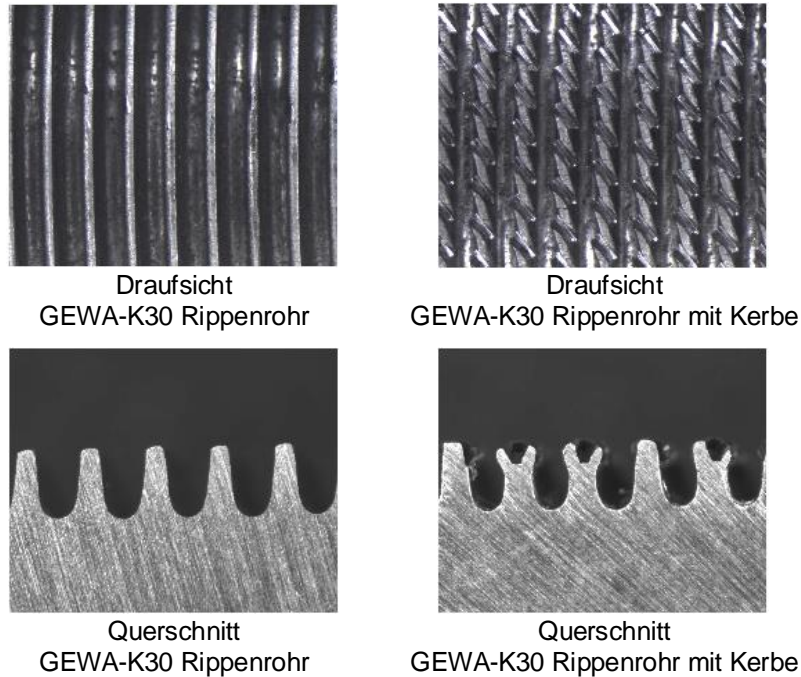 Draufsicht
GEWA-K30 Rippenrohr
Draufsicht
GEWA-K30 Rippenrohr mit Kerbe
Querschnitt
GEWA-K30 Rippenrohr
Querschnitt
GEWA-K30 Rippenrohr mit Kerbe